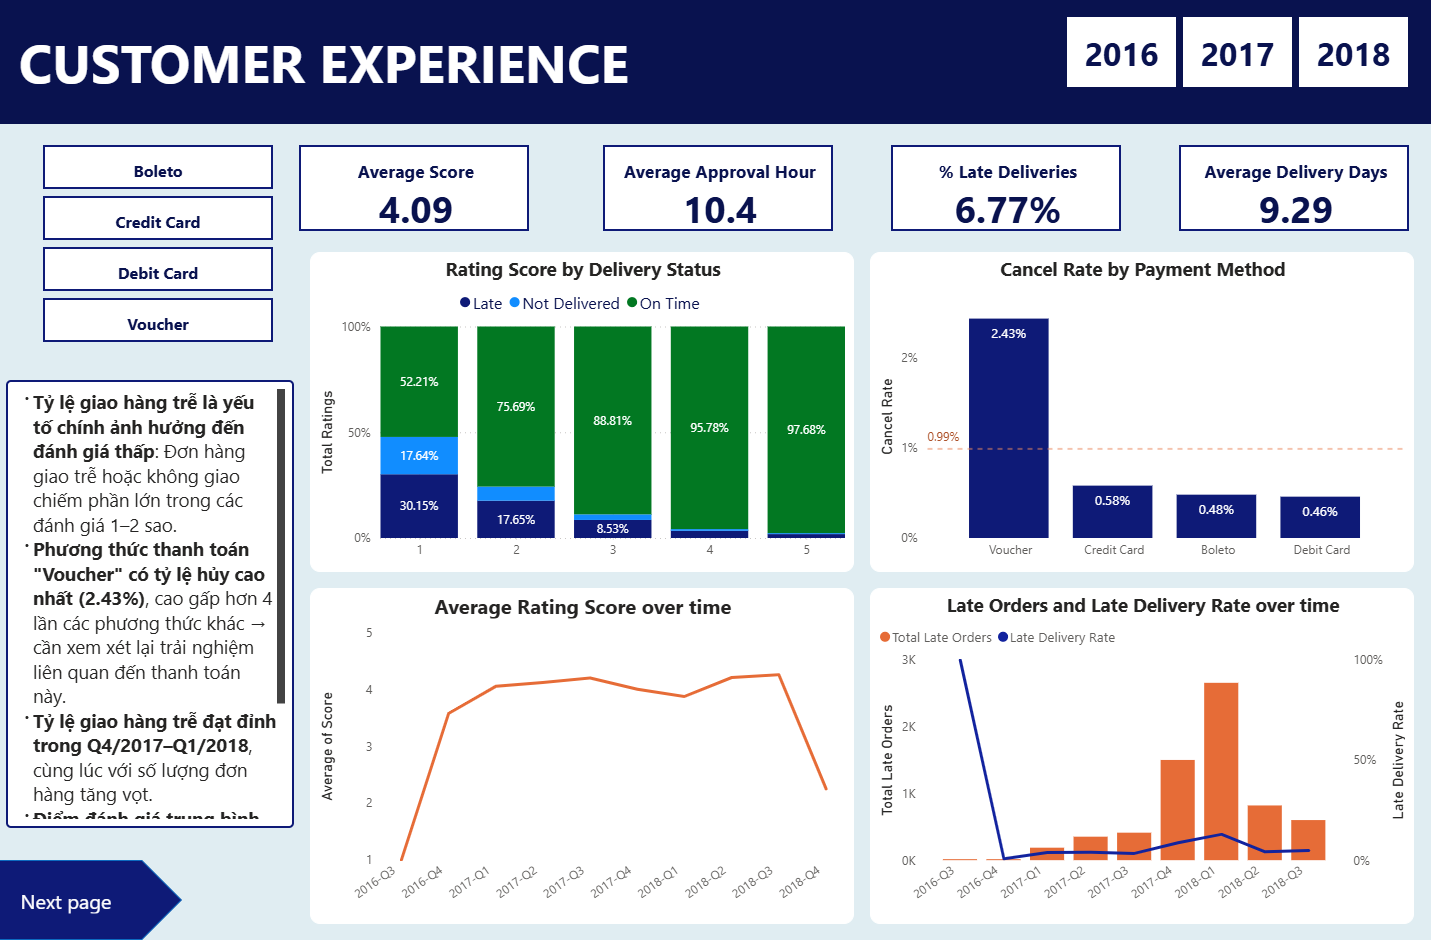 CUSTOMER EXPERIENCE
2016 2017 2018
Boleto
Credit Card
Debit Card
Voucher
Average Score
4.09
Average Approval Hour
10.4
% Late Deliveries
6.77%
Average Delivery Days
9.29
· Tỷ lệ giao hàng trễ là yếu
tố chính ảnh hưởng đến
đánh giá thấp: Đơn hàng
giao trễ hoặc không giao
chiếm phần lớn trong các
đánh giá 1–2 sao.
· Phương thức thanh toán
"Voucher" có tỷ lệ hủy cao
nhất (2.43%), cao gấp hơn 4
lần các phương thức khác →
cần xem xét lại trải nghiệm
liên quan đến thanh toán
này.
· Tỷ lệ giao hàng trễ đạt đỉnh
trong Q4/2017–Q1/2018,
cùng lúc với số lượng đơn
hàng tăng vọt.
· Điểm đánh giá trung bình
Next page
Rating Score by Delivery Status
Late Not Delivered On Time
Total Ratings
100%
50%
0%
52.21%
17.64%
30.15%
75.69%
17.65%
88.81%
8.53%
95.78%
97.68%
1 2 3 4 5
Cancel Rate by Payment Method
Cancel Rate
2%
1%
0%
0.99%
2.43%
0.58%
0.48%
0.46%
Voucher Credit Card Boleto Debit Card
Average Rating Score over time
Average of Score
5
4
3
2
1
2016-Q3 2016-Q4 2017-Q1 2017-Q2 2017-Q3 2017-Q4 2018-Q1 2018-Q2 2018-Q3 2018-Q4
Late Orders and Late Delivery Rate over time
Total Late Orders Late Delivery Rate
Total Late Orders
3K
2K
1K
0K
100%
50%
0%
Late Delivery Rate
2016-Q3 2016-Q4 2017-Q1 2017-Q2 2017-Q3 2017-Q4 2018-Q1 2018-Q2 2018-Q3